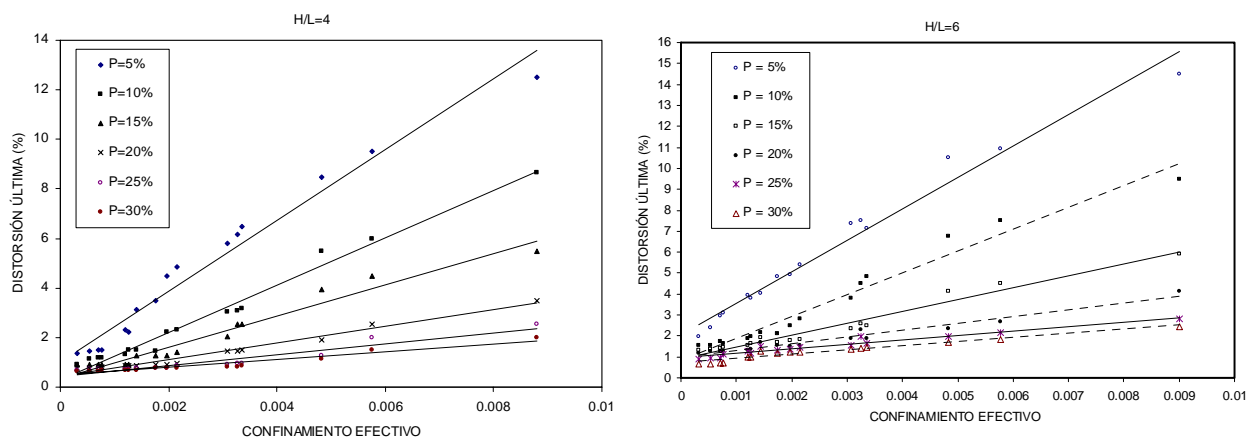 H/L=4
14
12
10
8
6
4
2
0
DISTORSIÓN ÚLTIMA (%)
P=5%
P=10%
P=15%
P=20%
P=25%
P=30%
0 0.002 0.004 0.006 0.008 0.01
CONFINAMIENTO EFECTIVO
H/L=6
16
15
14
13
12
11
10
9
8
7
6
5
4
3
2
1
0
DISTORSIÓN ÚLTIMA (%)
P = 5%
P = 10%
P = 15%
P = 20%
P = 25%
P = 30%
0 0.001 0.002 0.003 0.004 0.005 0.006 0.007 0.008 0.009 0.01
CONFINAMIENTO EFECTIVO